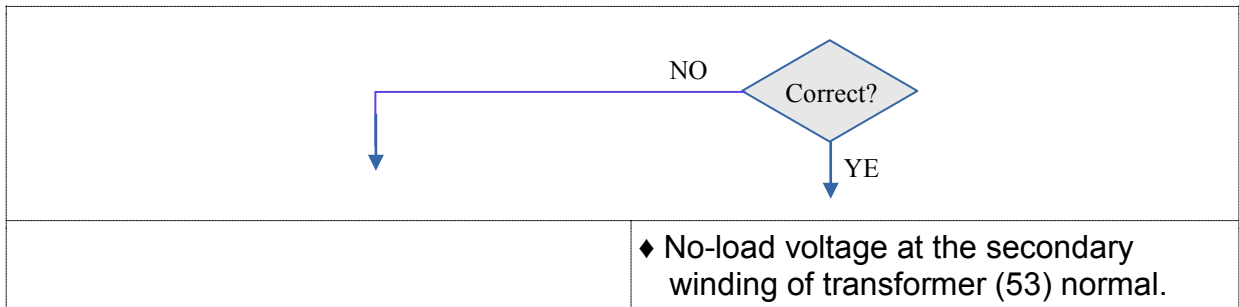 NO
Correct?
YE
♦ No-load voltage at the secondary
winding of transformer (53) normal.